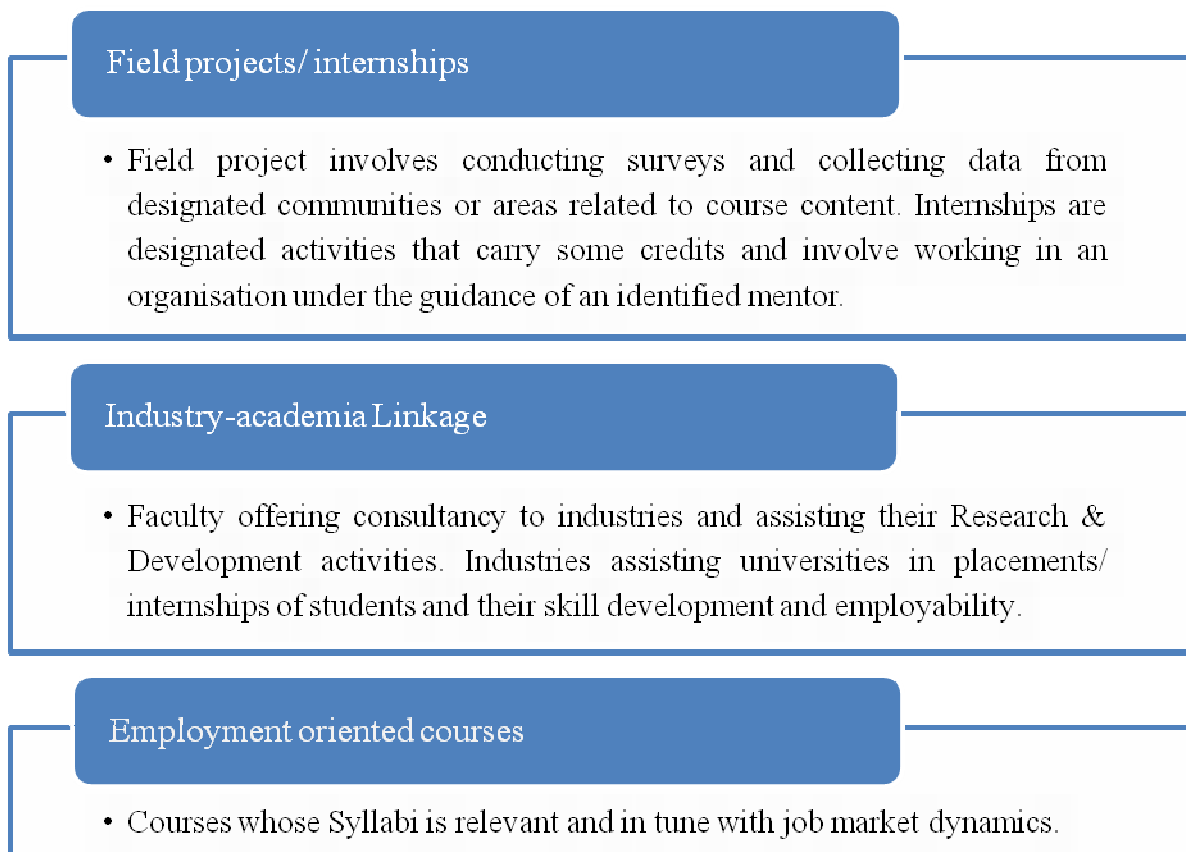 Field projects/ internships
• Field project involves conducting surveys and collecting data from
designated communities or areas related to course content. Internships are
designated activities that carry some credits and involve working in an
organisation under the guidance of an identified mentor.
Industry-academia Linkage
• Faculty offering consultancy to industries and assisting their Research &
Development activities. Industries assisting universities in placements/
internships of students and their skill development and employability.
Employment oriented courses
• Courses whose Syllabi is relevant and in tune with job market dynamics.